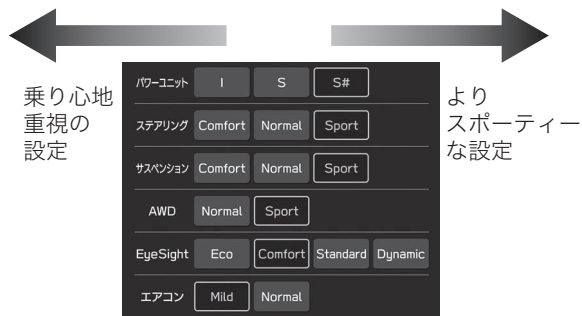 乗り心地
重視の
設定
パワーユニット I S S#
ステアリング Comfort Normal Sport
サスペンション Comfort Normal Sport
AWD Normal Sport
EyeSight Eco Comfort Standard Dynamic
エアコン Mild Normal
より
スポーティー
な設定